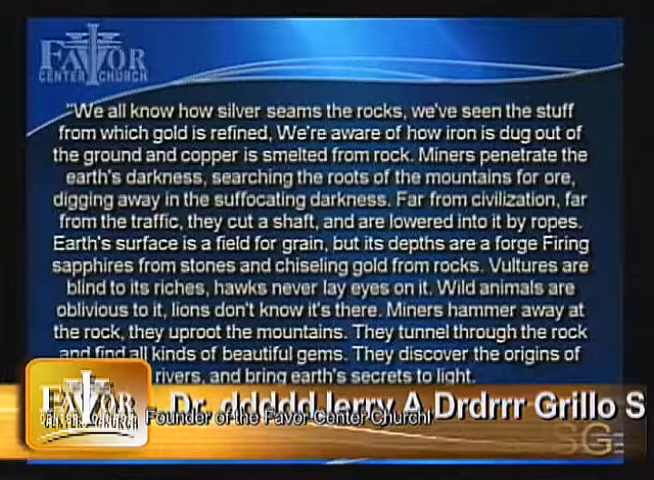 FAVOR
CENTER CHURCH
"We all know how silver seams the rocks, we've seen the stuff
from which gold is refined, We're aware of how iron is dug out of
the ground and copper is smelted from rock. Miners penetrate the
earth's darkness, searching the roots of the mountains for ore,
digging away in the suffocating darkness. Far from civilization, far
from the traffic, they cut a shaft, and are lowered into it by ropes.
Earth's surface is a field for grain, but its depths are a forge Firing
sapphires from stones and chiseling gold from rocks. Vultures are
blind to its riches, hawks never lay eyes on it. Wild animals are
oblivious to it, lions don't know it's there. Miners hammer away at
the rock, they uproot the mountains. They tunnel through the rock
and find all kinds of beautiful gems. They discover the origins of
rivers, and bring earth's secrets to light.
Dr. ddddd Jerry A Drdrrr Grillo S
FAVOR
CENTER CHURCH
Founder of the Favor Center Church!
SG